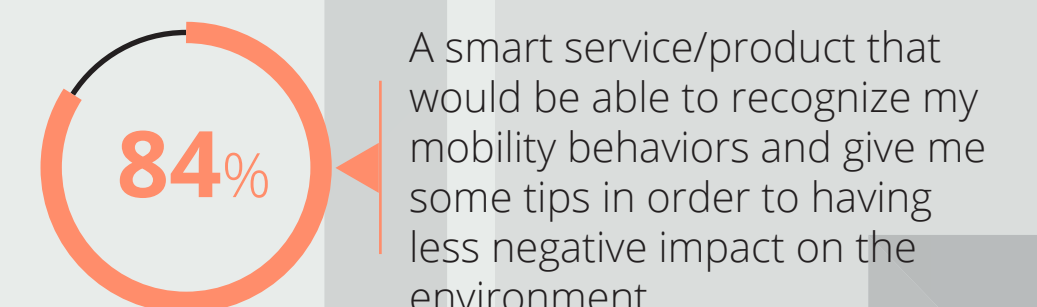 84%
A smart service/product that
would be able to recognize my
mobility behaviors and give me
some tips in order to having
less negative impact on the
environment